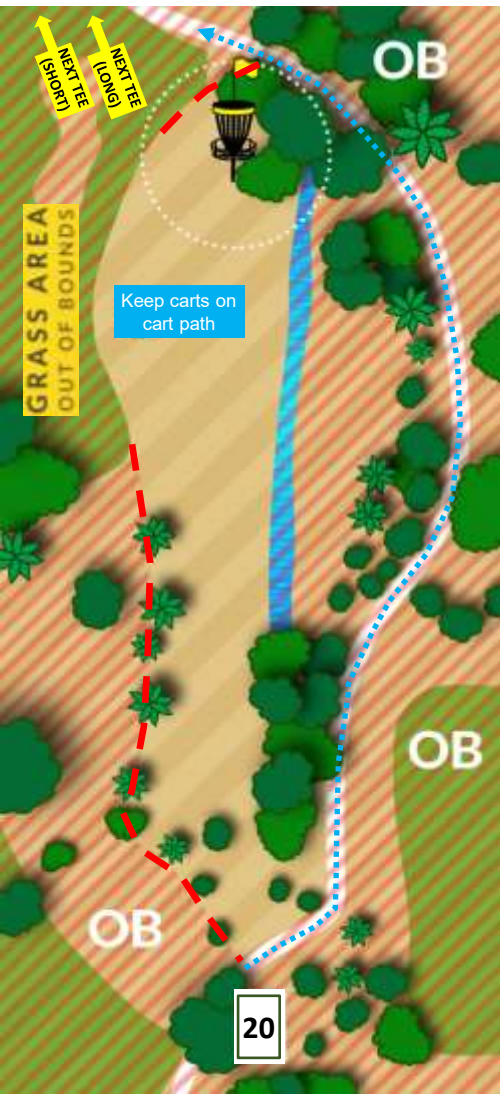 NEXT TEE
(SHORT)
NEXT TEE
(LONG)
OB
GRASS AREA
OUT OF BOUNDS
Keep carts on
cart path
OB
OB
20